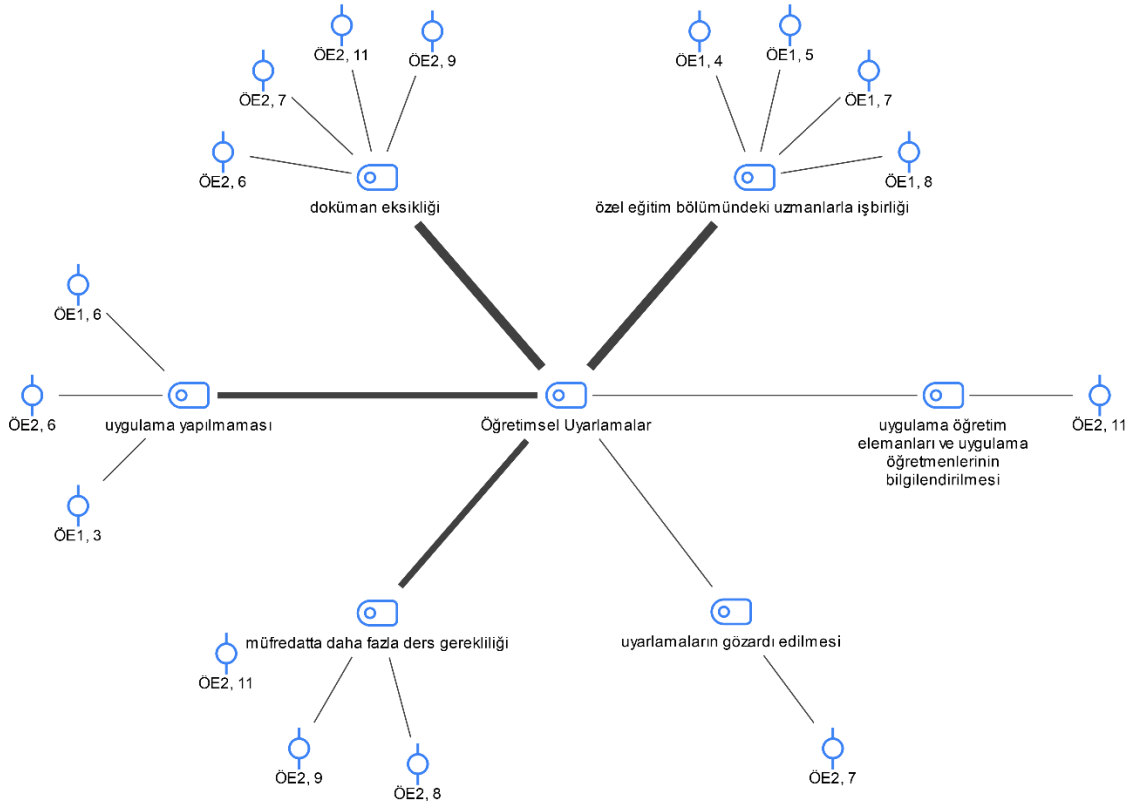 ÖE2, 11
ÖE2, 9
ÖE2, 7
ÖE2, 6
doküman eksikliği
ÖE1, 4
ÖE1, 5
ÖE1, 7
ÖE1, 8
özel eğitim bölümündeki uzmanlarla işbirliği
ÖE1, 6
ÖE2, 6
ÖE1, 3
uygulama yapılmaması
Öğretimsel Uyarlamalar
uygulama öğretim
elemanları ve uygulama
öğretmenlerinin
bilgilendirilmesi
ÖE2, 11
müfredatta daha fazla ders gerekliliği
ÖE2, 11
ÖE2, 9
ÖE2, 8
uyarlamaların gözardı edilmesi
ÖE2, 7